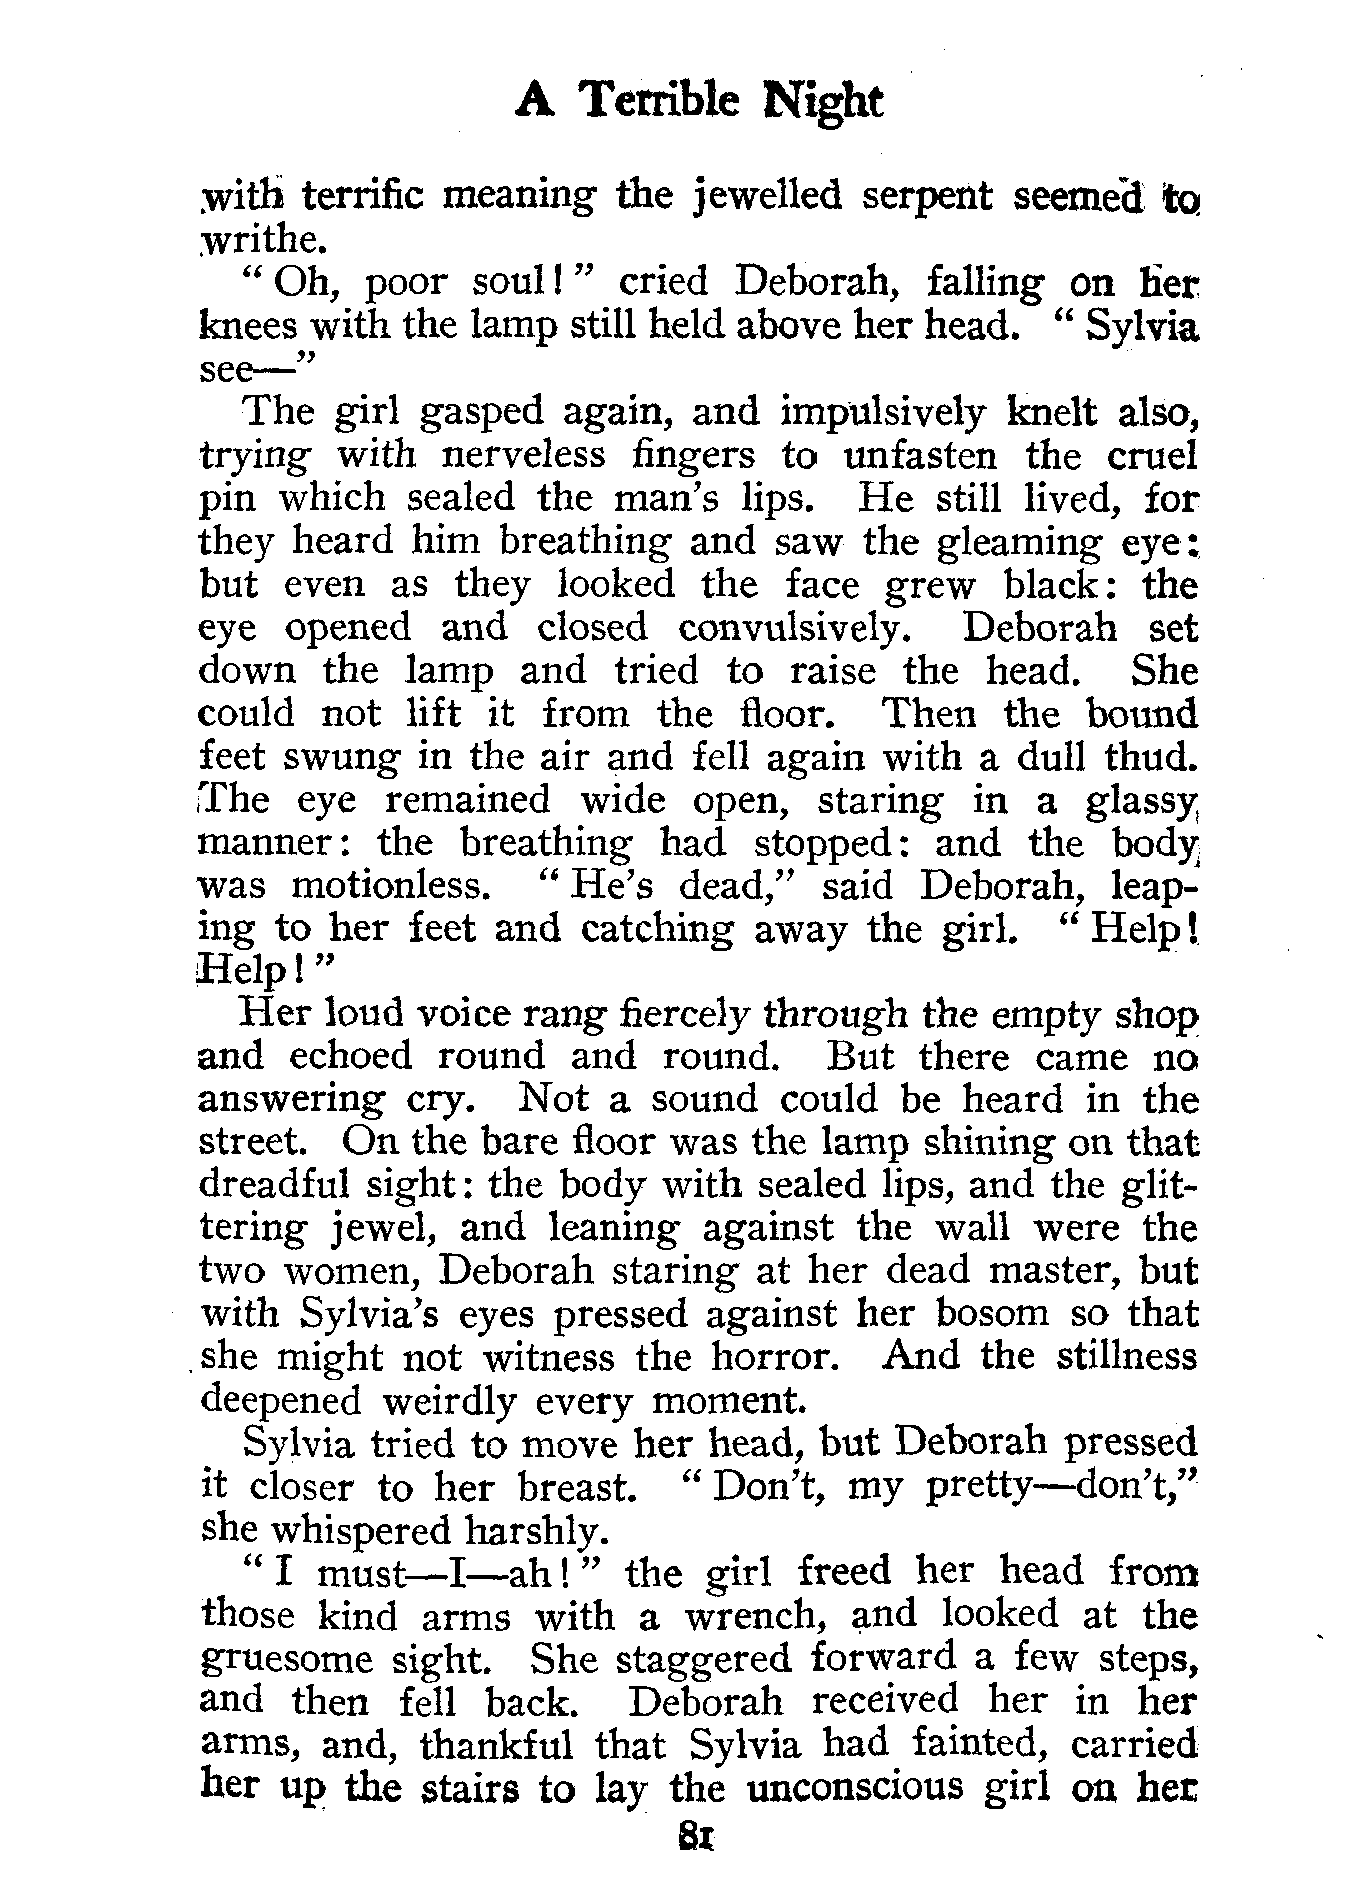 A Terrible Night
with terrific meaning the jewelled serpent seemed to
writhe.
" Oh, poor soul! " cried Deborah, falling on her
knees with the lamp still held above her head. " Sylvia
see—"
The girl gasped again, and impulsively knelt also,
trying with nerveless fingers to unfasten the cruel
pin which sealed the man's lips. He still lived, for
they heard him breathing and saw the gleaming eye:
but even as they looked the face grew black: the
eye opened and closed convulsively. Deborah set
down the lamp and tried to raise the head. She
could not lift it from the floor. Then the bound
feet swung in the air and fell again with a dull thud.
The eye remained wide open, staring in a glassy
manner: the breathing had stopped: and the body
was motionless. " He's dead," said Deborah, leap-
ing to her feet and catching away the girl. " Help!
Help! "
Her loud voice rang fiercely through the empty shop
and echoed round and round. But there came no
answering cry. Not a sound could be heard in the
street. On the bare floor was the lamp shining on that
dreadful sight: the body with sealed lips, and the glit-
tering jewel, and leaning against the wall were the
two women, Deborah staring at her dead master, but
with Sylvia's eyes pressed against her bosom so that
she might not witness the horror. And the stillness
deepened weirdly every moment.
Sylvia tried to move her head, but Deborah pressed
it closer to her breast. " Don't, my pretty—don't,"
she whispered harshly.
" I must—I—ah! " the girl freed her head from
those kind arms with a wrench, and looked at the
gruesome sight. She staggered forward a few steps,
and then fell back. Deborah received her in her
arms, and, thankful that Sylvia had fainted, carried
her up the stairs to lay the unconscious girl on her
81